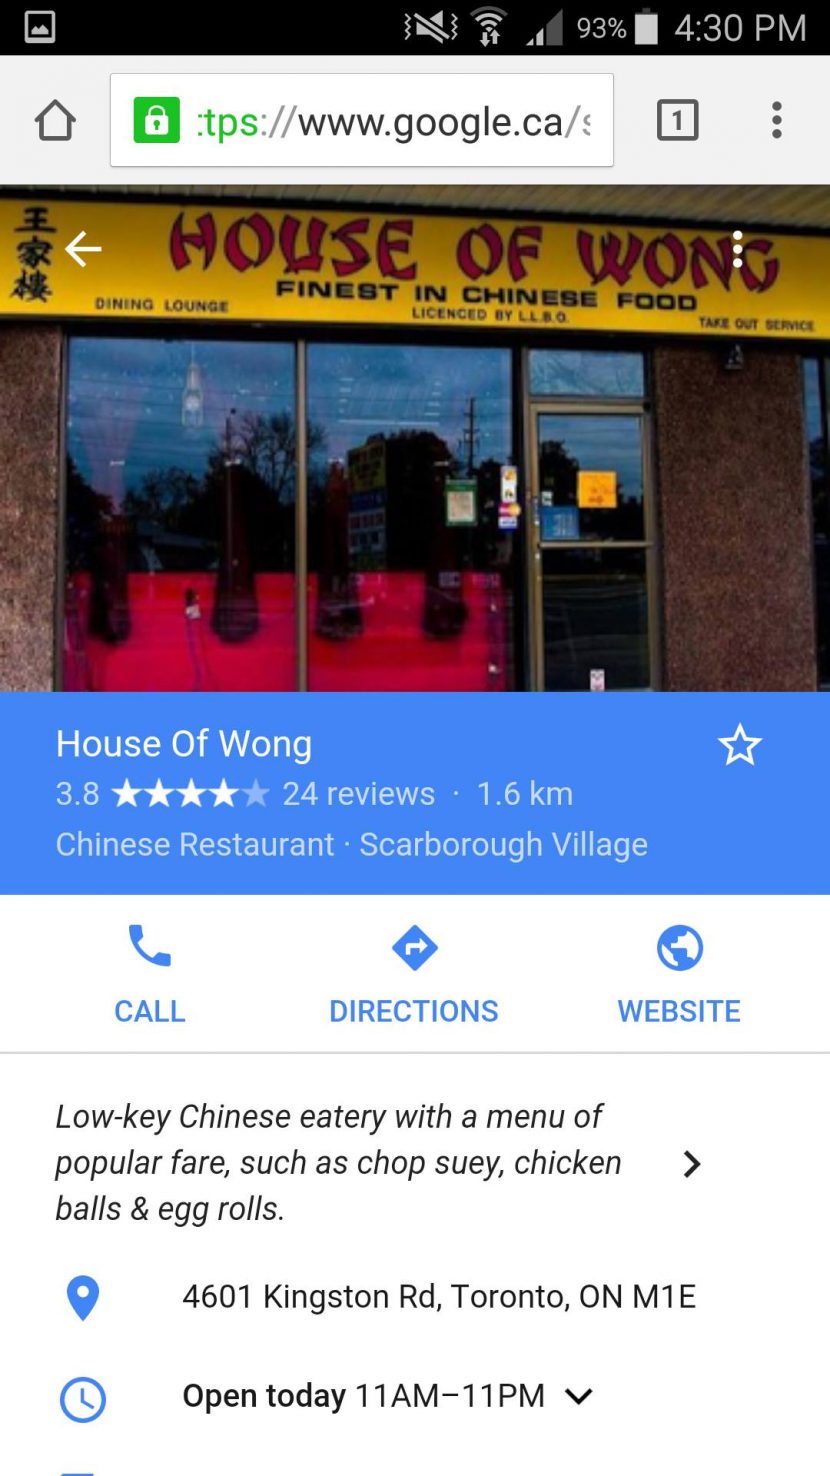 93% 4:30 PM
:tps://www.google.ca/s
1
王家樓
HOUSE OF WONG
FINEST IN CHINESE FOOD
DINING LOUNGE
LICENCED BY L.L.B.O.
TAKE OUT SERVICE
House Of Wong
3.8 24 reviews · 1.6 km
Chinese Restaurant · Scarborough Village
CALL DIRECTIONS WEBSITE
Low-key Chinese eatery with a menu of
popular fare, such as chop suey, chicken
balls & egg rolls.
4601 Kingston Rd, Toronto, ON M1E
Open today 11AM–11PM